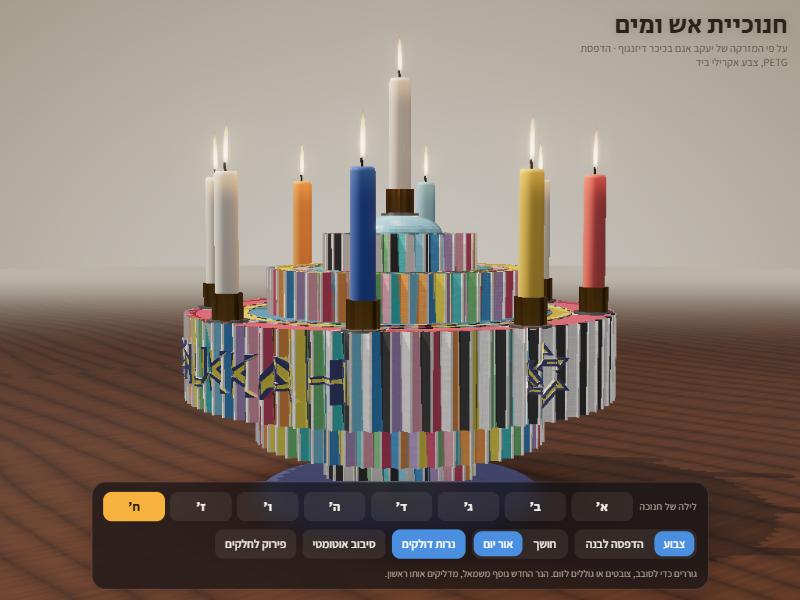 חנוכיית אש ומים
על פי המזרקה של יעקב אגם בכיכר דיזנגוף · הדפסת
PETG, צבע אקרילי ביד
UKKAH
לילה של חנוכה א׳ ב׳ ג׳ ד׳ ה׳ ו׳ ז׳ ח׳
צבוע הדפסה לבנה אור יום חושך נרות דולקים סיבוב אוטומטי פירוק לחלקים
גוררים כדי לסובב, צובטים או גוללים לזום. הנר החדש נוסף משמאל, מדליקים אותו ראשון.